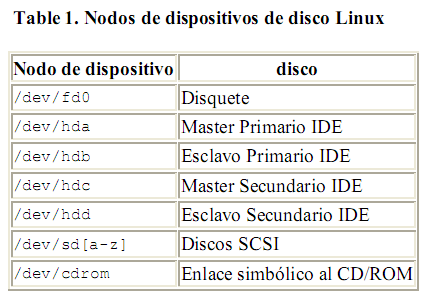 Table 1. Nodos de dispositivos de disco Linux
Nodo de dispositivo disco
/dev/fd0 Disquete
/dev/hda Master Primario IDE
/dev/hdb Esclavo Primario IDE
/dev/hdc Master Secundario IDE
/dev/hdd Esclavo Secundario IDE
/dev/sd[a-z] Discos SCSI
/dev/cdrom Enlace simbólico al CD/ROM